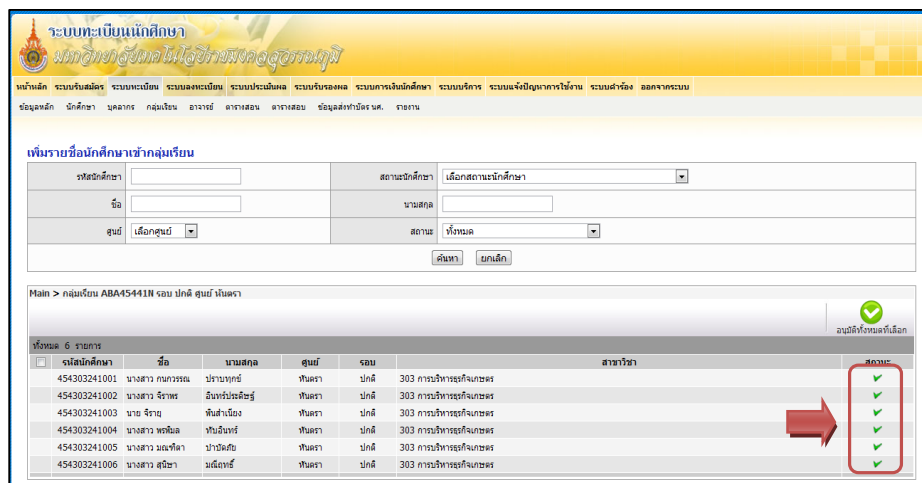 ระบบทะเบียนนักศึกษา
มหาวิทยาลัยเทคโนโลยีราชมงคลสุวรรณภูมิ
หน้าหลัก ระบบรับสมัคร ระบบทะเบียน ระบบลงทะเบียน ระบบประเมินผล ระบบรับรองผล ระบบการเงินนักศึกษา ระบบบริการ ระบบแจ้งปัญหาการใช้งาน ระบบคำร้อง ออกจากระบบ
ข้อมูลหลัก นักศึกษา บุคลากร กลุ่มเรียน อาจารย์ ตารางสอน ตารางสอบ ข้อมูลส่งทำบัตร นศ. รายงาน
เพิ่มรายชื่อนักศึกษาเข้ากลุ่มเรียน
รหัสนักศึกษา สถานะนักศึกษา เลือกสถานะนักศึกษา
ชื่อ นามสกุล
ศูนย์ เลือกศูนย์ สถานะ ทั้งหมด
ค้นหา ยกเลิก
Main > กลุ่มเรียน ABA45441N รอบ ปกติ ศูนย์ หันตรา
อนุมัติทั้งหมดที่เลือก
ทั้งหมด 6 รายการ
รหัสนักศึกษา ชื่อ นามสกุล ศูนย์ รอบ สาขาวิชา สถานะ
454303241001 นางสาว กนกวรรณ ปราบทุกข์ หันตรา ปกติ 303 การบริหารธุรกิจเกษตร
454303241002 นางสาว จิราพร อินทร์ประดิษฐ์ หันตรา ปกติ 303 การบริหารธุรกิจเกษตร
454303241003 นาย จิรายุ พันสำเนียง หันตรา ปกติ 303 การบริหารธุรกิจเกษตร
454303241004 นางสาว พรพิมล ทับอินทร์ หันตรา ปกติ 303 การบริหารธุรกิจเกษตร
454303241005 นางสาว มณฑิตา ปาปัดภัย หันตรา ปกติ 303 การบริหารธุรกิจเกษตร
454303241006 นางสาว สุนิษา มณีฤทธิ์ หันตรา ปกติ 303 การบริหารธุรกิจเกษตร